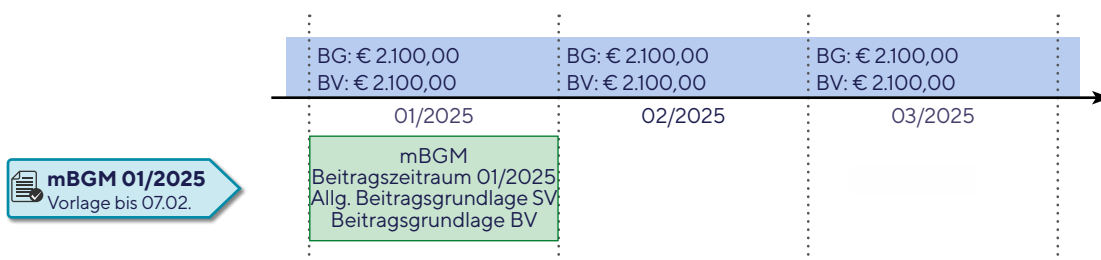 BG: € 2.100,00
BV: € 2.100,00
BG: € 2.100,00
BV: € 2.100,00
BG: € 2.100,00
BV: € 2.100,00
01/2025
02/2025
03/2025
mBGM
Beitragszeitraum 01/2025
Allg. Beitragsgrundlage SV
Beitragsgrundlage BV
mBGM 01/2025
Vorlage bis 07.02.